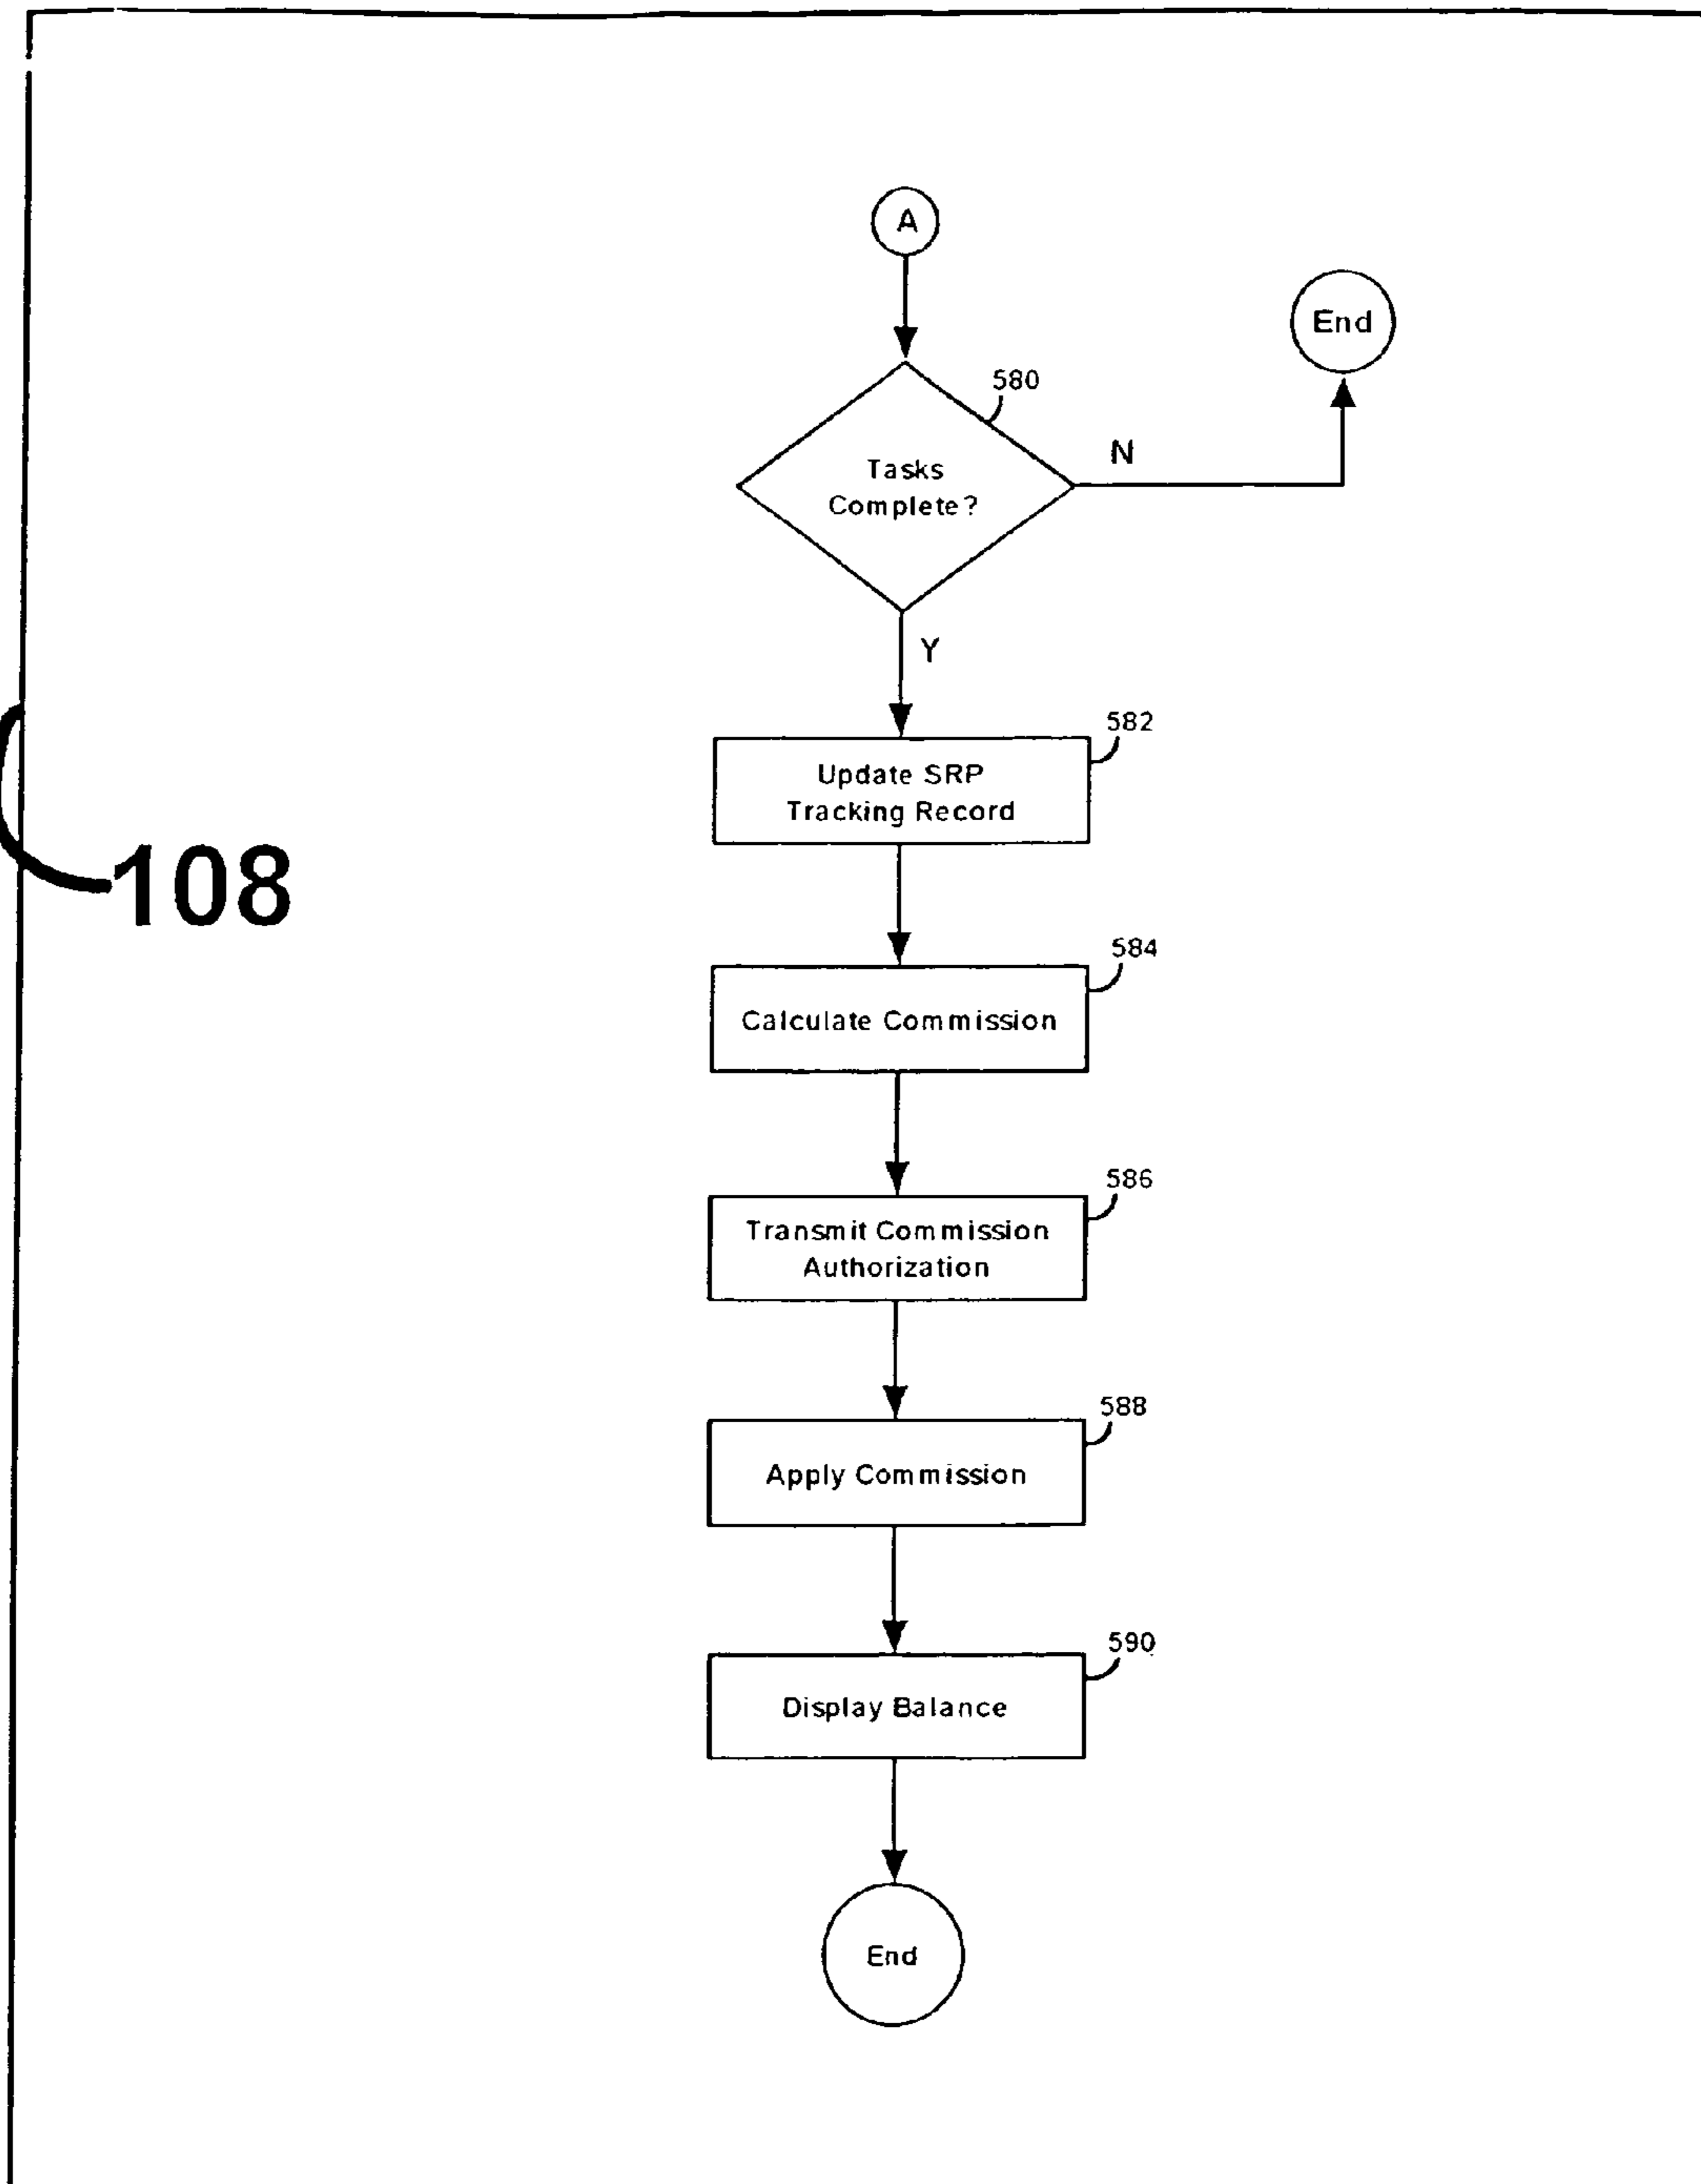 A
End
580
Tasks
Complete?
N
Y
582
Update SRP
Tracking Record
108
584
Calculate Commission
586
Transmit Commission
Authorization
588
Apply Commission
590
Display Balance
End